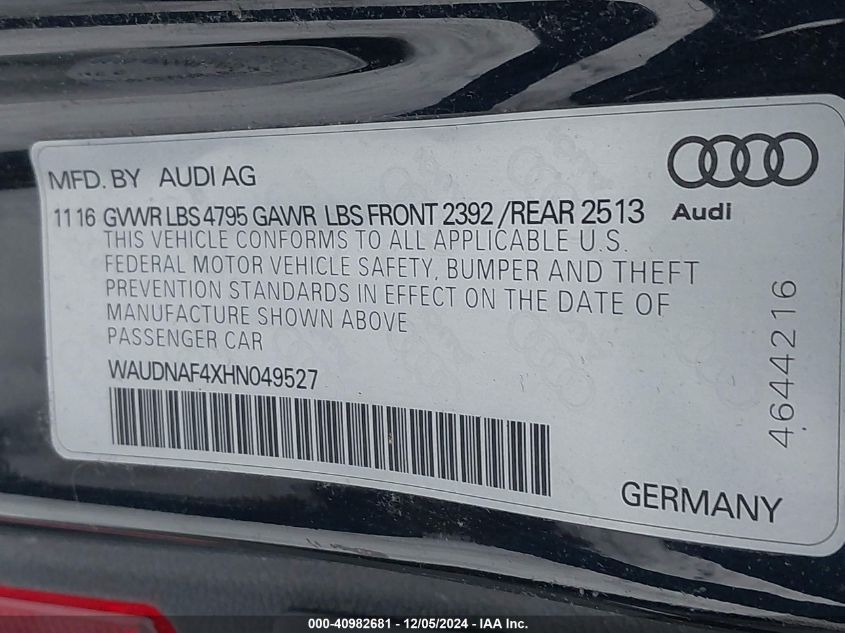 MFD. BY AUDI AG
11 16 GVWR LBS 4795 GAWR LBS FRONT 2392 /REAR 2513
Audi
THIS VEHICLE CONFORMS TO ALL APPLICABLE U.S.
FEDERAL MOTOR VEHICLE SAFETY, BUMPER AND THEFT
PREVENTION STANDARDS IN EFFECT ON THE DATE OF
MANUFACTURE SHOWN ABOVE
PASSENGER CAR
WAUDNAF4XHN049527
4644216
GERMANY
000-40982681 - 12/05/2024 - IAA Inc.